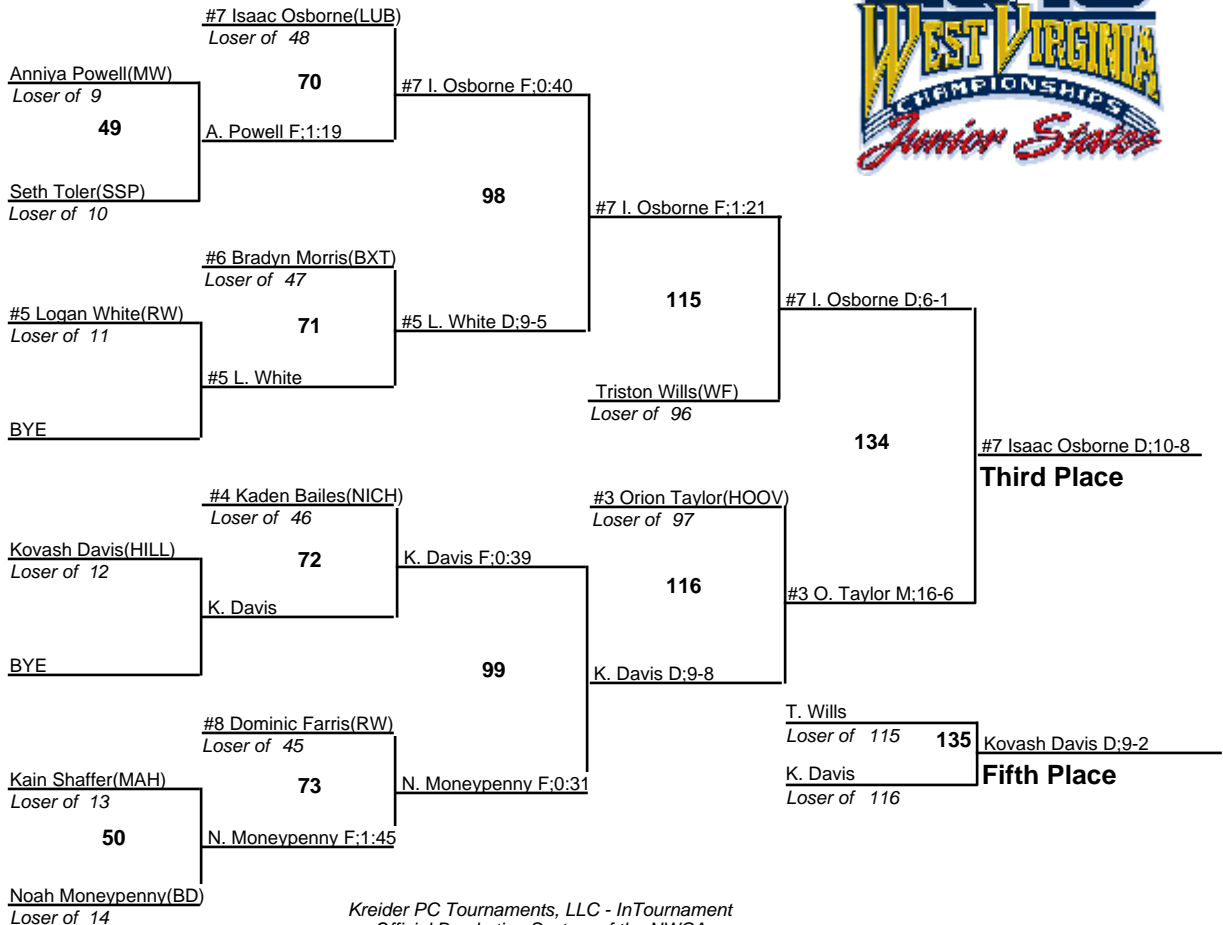 WEST VIRGINIA
CHAMPIONSHIPS
Junior States
#7 Isaac Osborne(LUB)
Loser of 48
Anniya Powell(MW)
Loser of 9
70
#7 I. Osborne F;0:40
49
A. Powell F;1:19
Seth Toler(SSP)
Loser of 10
98
#7 I. Osborne F;1:21
#6 Bradyn Morris(BXT)
Loser of 47
#5 Logan White(RW)
Loser of 11
71
#5 L. White D;9-5
115
#7 I. Osborne D;6-1
#5 L. White
BYE
Triston Wills(WF)
Loser of 96
134
#7 Isaac Osborne D;10-8
Third Place
#4 Kaden Bailes(NICH)
Loser of 46
#3 Orion Taylor(HOOV)
Loser of 97
Kovash Davis(HILL)
Loser of 12
72
K. Davis F;0:39
116
#3 O. Taylor M;16-6
K. Davis
BYE
99
K. Davis D;9-8
#8 Dominic Farris(RW)
Loser of 45
T. Wills
Loser of 115
135
Kovash Davis D;9-2
Fifth Place
K. Davis
Loser of 116
Kain Shaffer(MAH)
Loser of 13
73
N. Moneypenny F;0:31
50
N. Moneypenny F;1:45
Noah Moneypenny(BD)
Loser of 14
Kreider PC Tournaments, LLC - InTournament